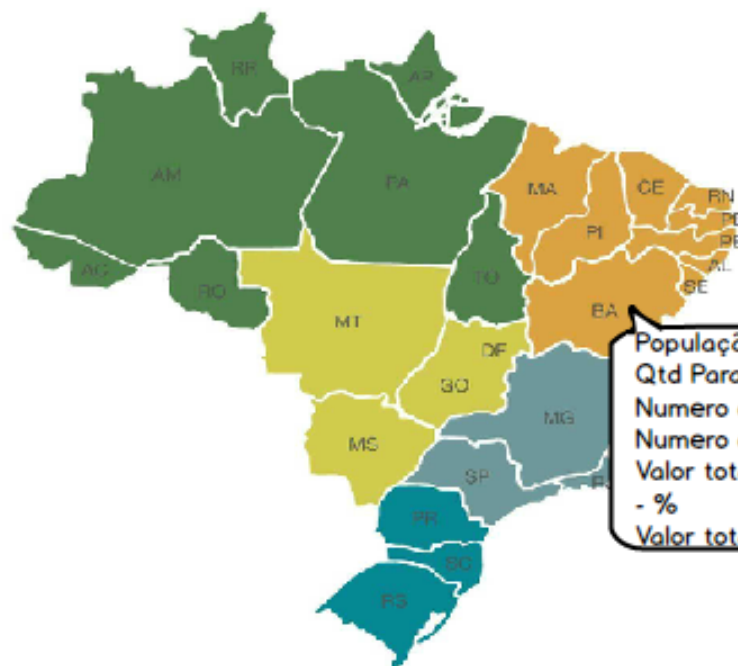 RR
AP
AM
PA
MA
CE
RN
PI
AC
RO
TO
AL
SE
BA
MT
DF
GO
MG
MS
SP
PR
SC
RS
Populaçã
Qtd Para
Numero
Numero
Valor tot
- %
Valor tot